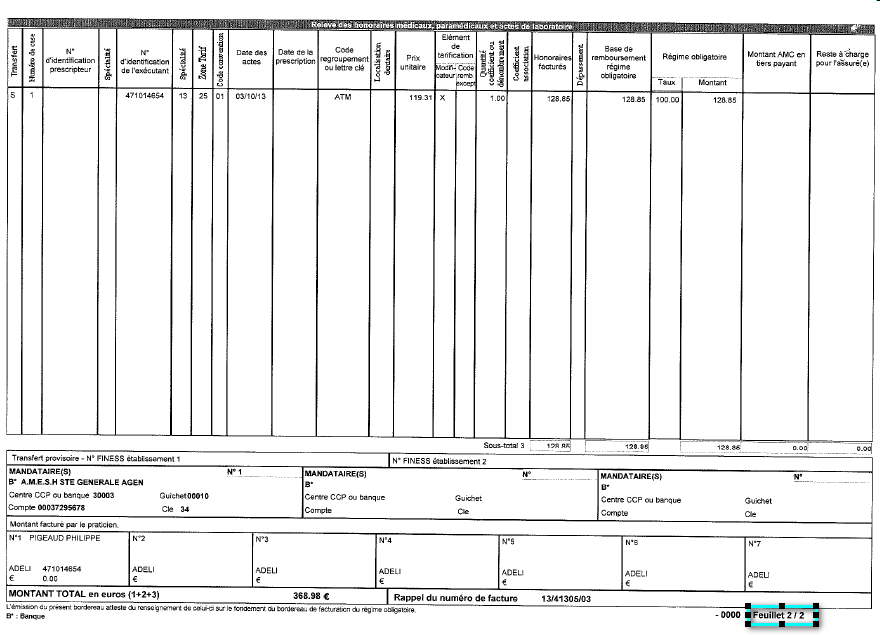 Relevé des honoraires médicaux, paramédicaux et actes de laboratoire
Transfert
Numéro de case
N° d'identification prescripteur
Spécialité
N° d'identification de l'exécutant
Spécialité
Zone Tarif
Code convention
Date des actes
Date de la prescription
Code regroupement ou lettre clé
Localisation dentaire
Prix unitaire
Elément de tarification
Modifi-cateur
Code remb. except
Quantité coefficient ou dénombrement
Coefficient association
Honoraires facturés
Dépassement
Base de remboursement régime obligatoire
Régime obligatoire
Taux
Montant
Montant AMC en tiers payant
Reste à charge pour l'assuré(e)
S 1 471014654 13 25 01 03/10/13 ATM 119.31 X 1.00 128.85 128.85 100.00 128.85
Sous-total 3 128.85 128.85 128.85 0.00 0.00
Transfert provisoire - N° FINESS établissement 1
N° FINESS établissement 2
MANDATAIRE(S) N° 1
B* A.M.E.S.H STE GENERALE AGEN
Centre CCP ou banque 30003 Guichet00010
Compte 00037295678 Cle 34
MANDATAIRE(S) N°
B*
Centre CCP ou banque Guichet
Compte Cle
MANDATAIRE(S) N°
B*
Centre CCP ou banque Guichet
Compte Cle
Montant facturé par le praticien.
N°1 PIGEAUD PHILIPPE
ADELI 471014654
€ 0.00
N°2
ADELI
€
N°3
ADELI
€
N°4
ADELI
€
N°5
ADELI
€
N°6
ADELI
€
N°7
ADELI
€
MONTANT TOTAL en euros (1+2+3) 368.98 €
Rappel du numéro de facture 13/41305/03
L'émission du présent bordereau atteste du renseignement de celui-ci sur le fondement du bordereau de facturation du régime obligatoire.
B* : Banque
- 0000 Feuillet 2 / 2